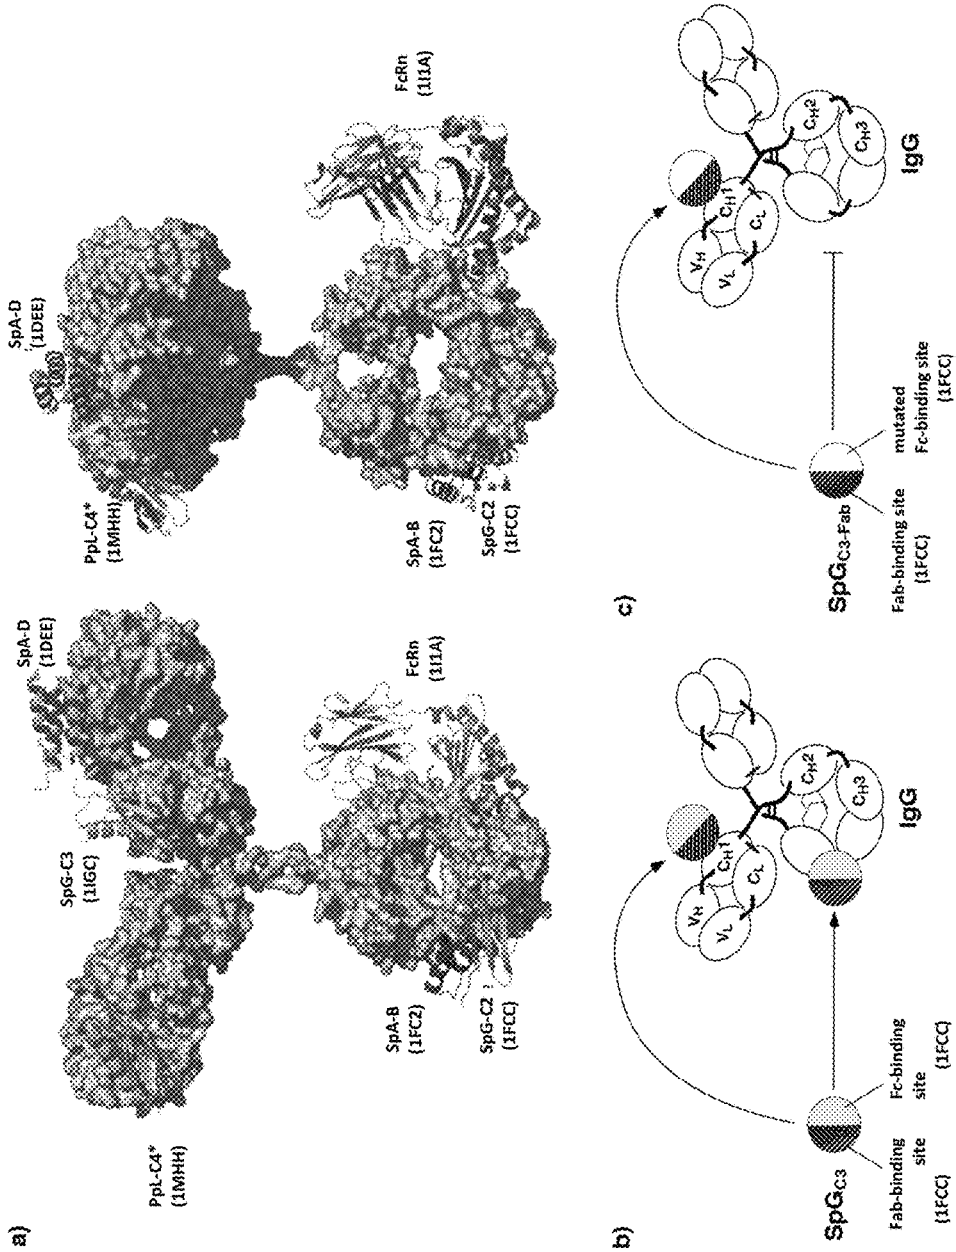 a)
PpL-C4*
(1MHH)
SpG-C3
(1IGC)
SpA-D
(1DEE)
SpA-B
(1FC2)
SpG-C2
(1FCC)
FcRn
(1I1A)
PpL-C4*
(1MHH)
SpA-D
(1DEE)
SpA-B
(1FC2)
SpG-C2
(1FCC)
FcRn
(1I1A)
b)
SpGC3
Fab-binding
site
(1FCC)
Fc-binding
site
(1FCC)
VH
VL
CH1
CL
CH2
CH3
IgG
c)
SpGC3-Fab
Fab-binding site
(1FCC)
mutated
Fc-binding site
(1FCC)
VH
VL
CH1
CL
CH2
CH3
IgG